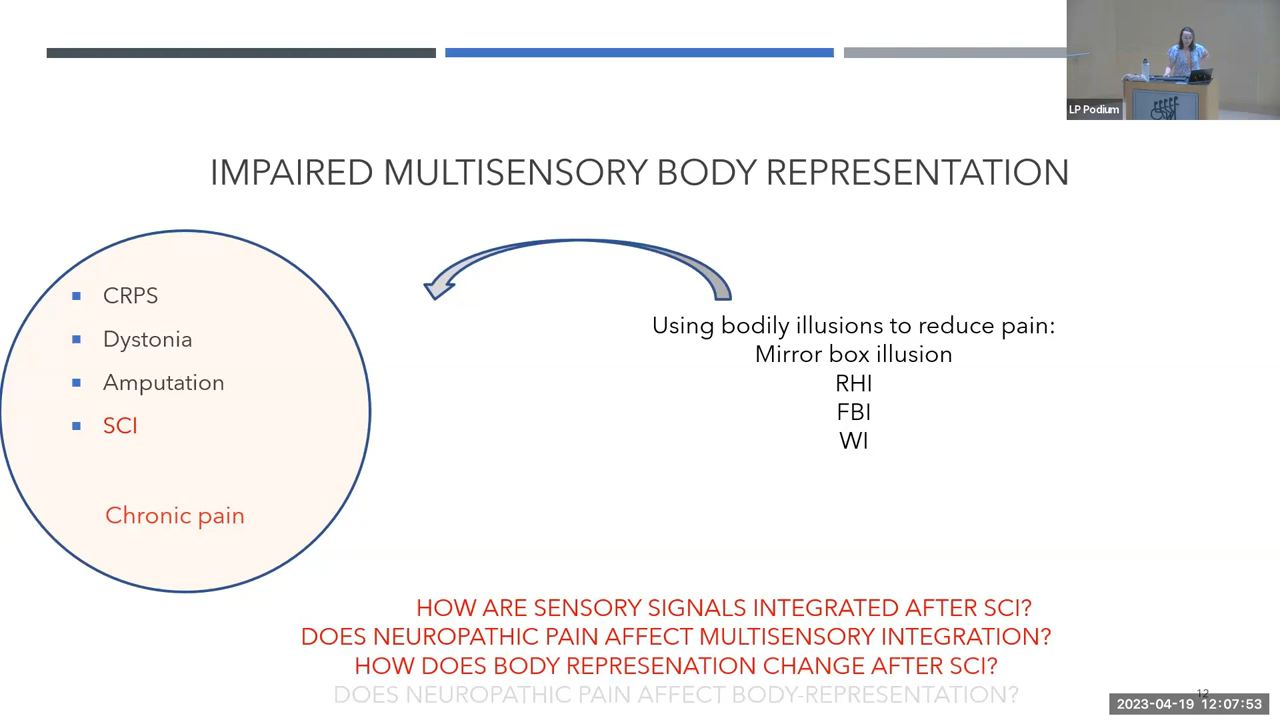 LP Podium
IMPAIRED MULTISENSORY BODY REPRESENTATION
CRPS
Dystonia
Amputation
SCI
Chronic pain
Using bodily illusions to reduce pain:
Mirror box illusion
RHI
FBI
WI
HOW ARE SENSORY SIGNALS INTEGRATED AFTER SCI?
DOES NEUROPATHIC PAIN AFFECT MULTISENSORY INTEGRATION?
HOW DOES BODY REPRESENATION CHANGE AFTER SCI?
DOES NEUROPATHIC PAIN AFFECT BODY-REPRESENTATION?
12
2023-04-19 12:07:53